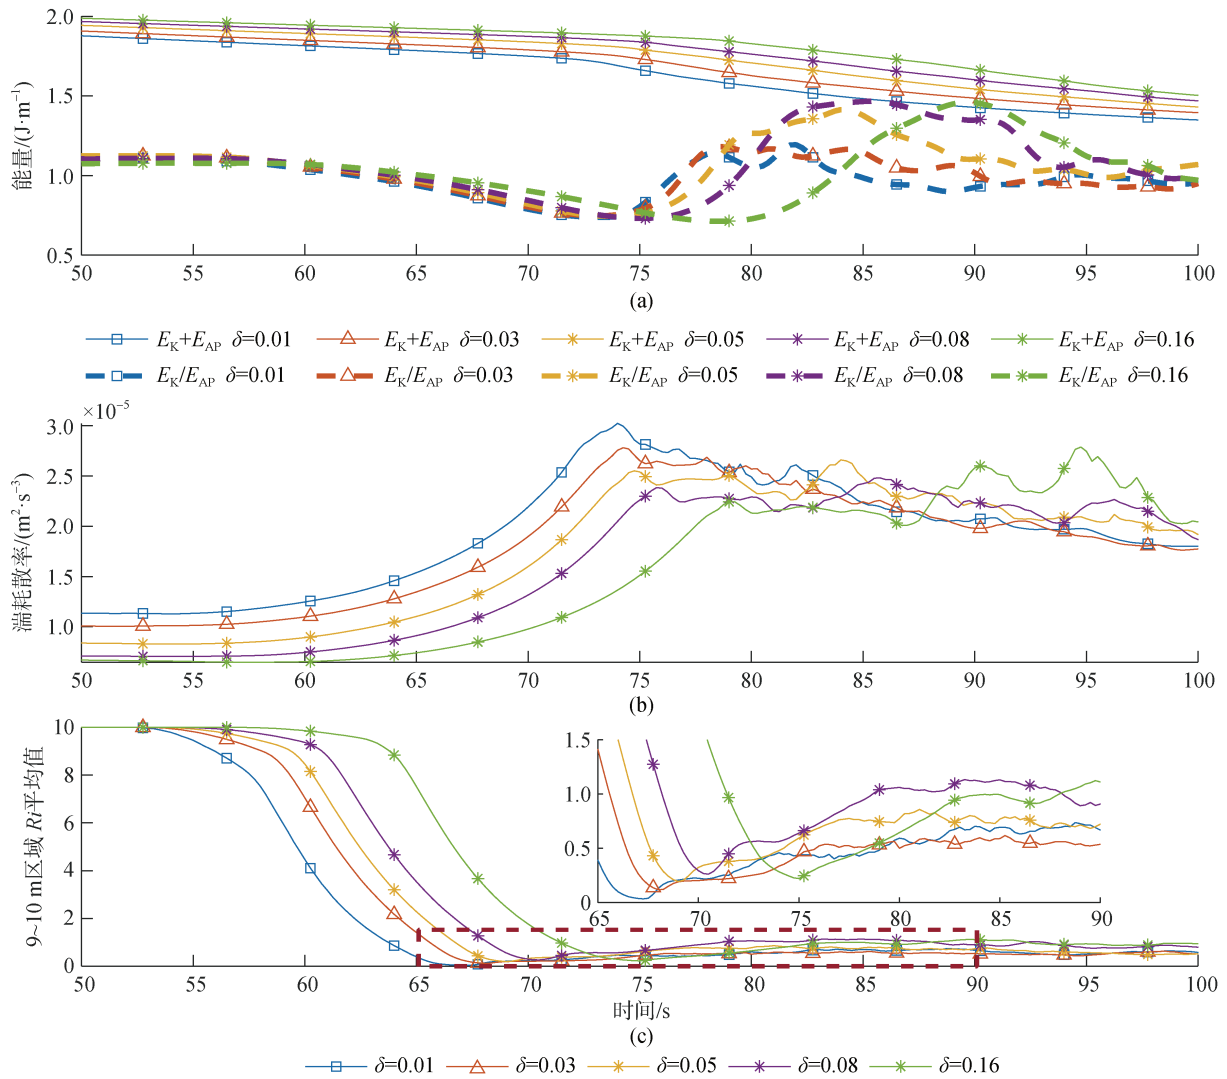 2.0
1.5
1.0
0.5
能量/(J·m⁻¹)
50 55 60 65 70 75 80 85 90 95 100
(a)
E_K+E_AP δ=0.01 E_K+E_AP δ=0.03 E_K+E_AP δ=0.05 E_K+E_AP δ=0.08 E_K+E_AP δ=0.16
E_K/E_AP δ=0.01 E_K/E_AP δ=0.03 E_K/E_AP δ=0.05 E_K/E_AP δ=0.08 E_K/E_AP δ=0.16
×10⁻⁵
3.0
2.5
2.0
1.5
1.0
湍耗散率/(m²·s⁻³)
50 55 60 65 70 75 80 85 90 95 100
(b)
10
8
6
4
2
0
9~10 m区域 Ri平均值
1.5
1.0
0.5
0
65 70 75 80 85 90
50 55 60 65 70 75 80 85 90 95 100
时间/s
(c)
δ=0.01 δ=0.03 δ=0.05 δ=0.08 δ=0.16